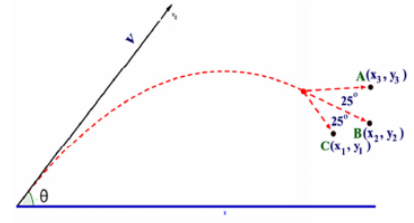 V
A(x₃, y₃)
25°
25°
B(x₂, y₂)
C(x₁, y₁)
θ
x